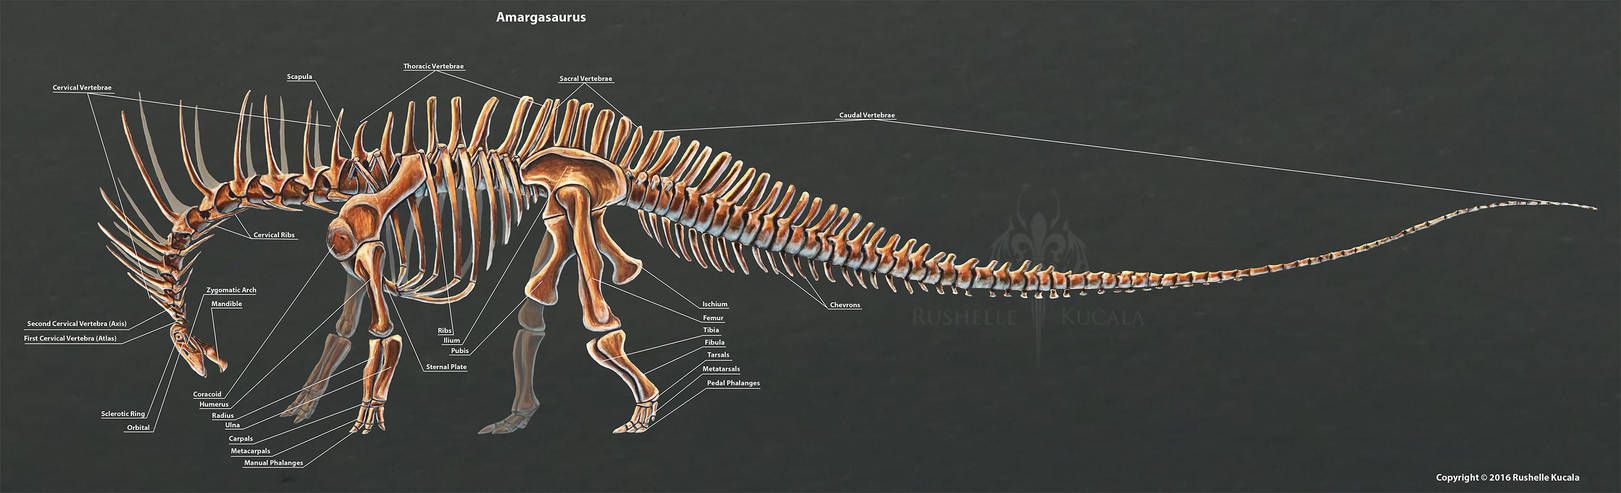 Amargasaurus
Thoracic Vertebrae
Scapula
Sacral Vertebrae
Cervical Vertebrae
Caudal Vertebrae
Cervical Ribs
Zygomatic Arch
Mandible
Second Cervical Vertebra (Axis)
First Cervical Vertebra (Atlas)
Sclerotic Ring
Orbital
Coracoid
Humerus
Radius
Ulna
Carpals
Metacarpals
Manual Phalanges
Ribs
Ilium
Pubis
Sternal Plate
Ischium
Femur
Tibia
Fibula
Tarsals
Metatarsals
Pedal Phalanges
Chevrons
RUSHELLE KUCALA
Copyright © 2016 Rushelle Kucala